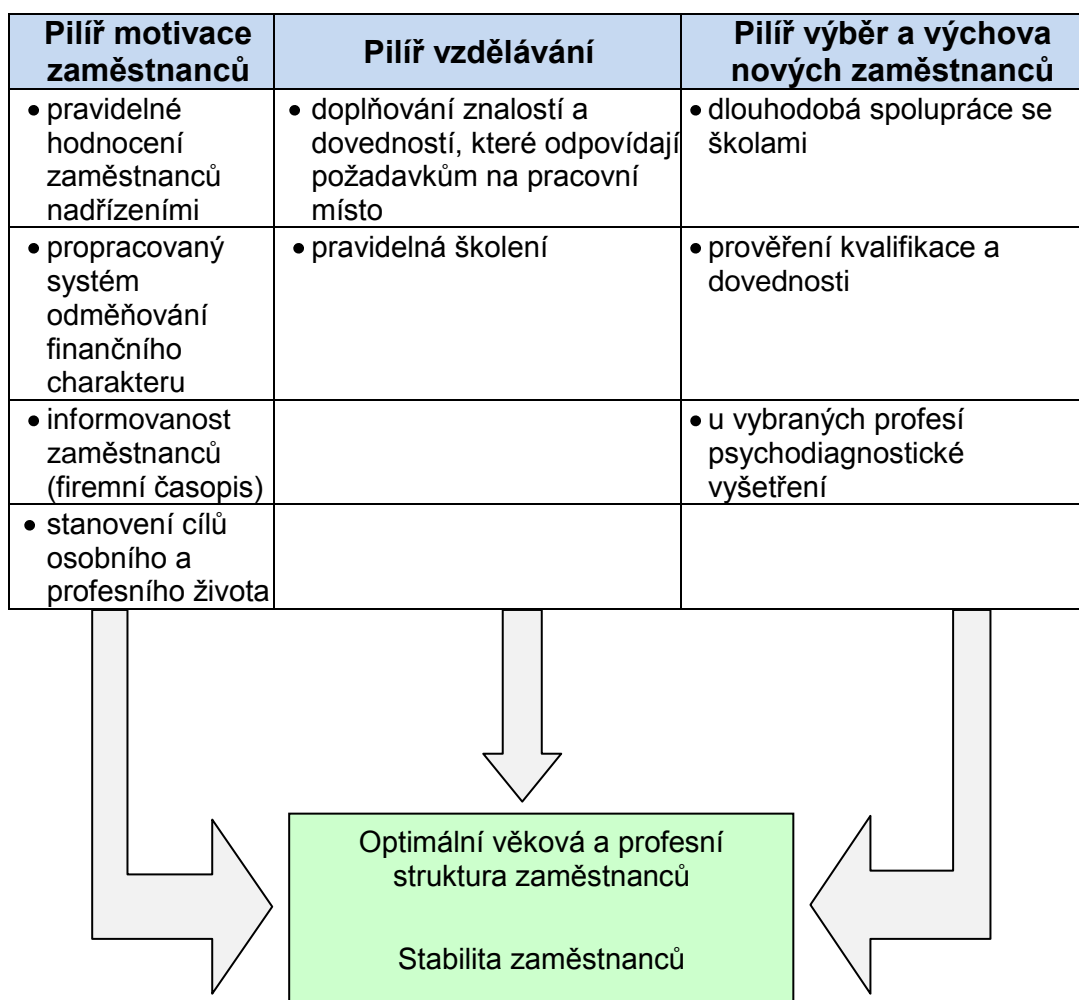 Pilíř motivace
zaměstnanců
Pilíř vzdělávání
Pilíř výběr a výchova
nových zaměstnanců
• pravidelné
hodnocení
zaměstnanců
nadřízeními
• doplňování znalostí a
dovedností, které odpovídají
požadavkům na pracovní
místo
• dlouhodobá spolupráce se
školami
• propracovaný
systém
odměňování
finančního
charakteru
• pravidelná školení
• prověření kvalifikace a
dovednosti
• informovanost
zaměstnanců
(firemní časopis)
• u vybraných profesí
psychodiagnostické
vyšetření
• stanovení cílů
osobního a
profesního života
Optimální věková a profesní
struktura zaměstnanců
Stabilita zaměstnanců